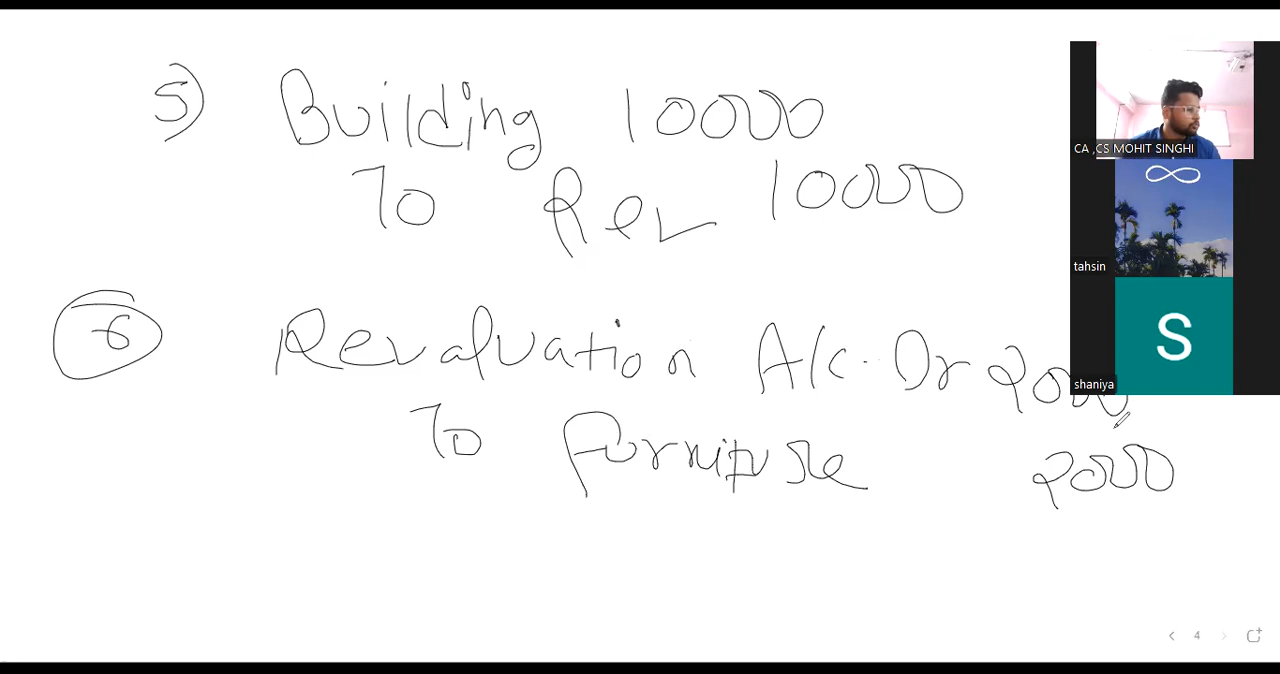 5) Building 10000
To Rev 10000
6 Revaluation A/c. Dr 2000
To furniture 2000
CA ,CS MOHIT SINGHI
tahsin
S
shaniya
4